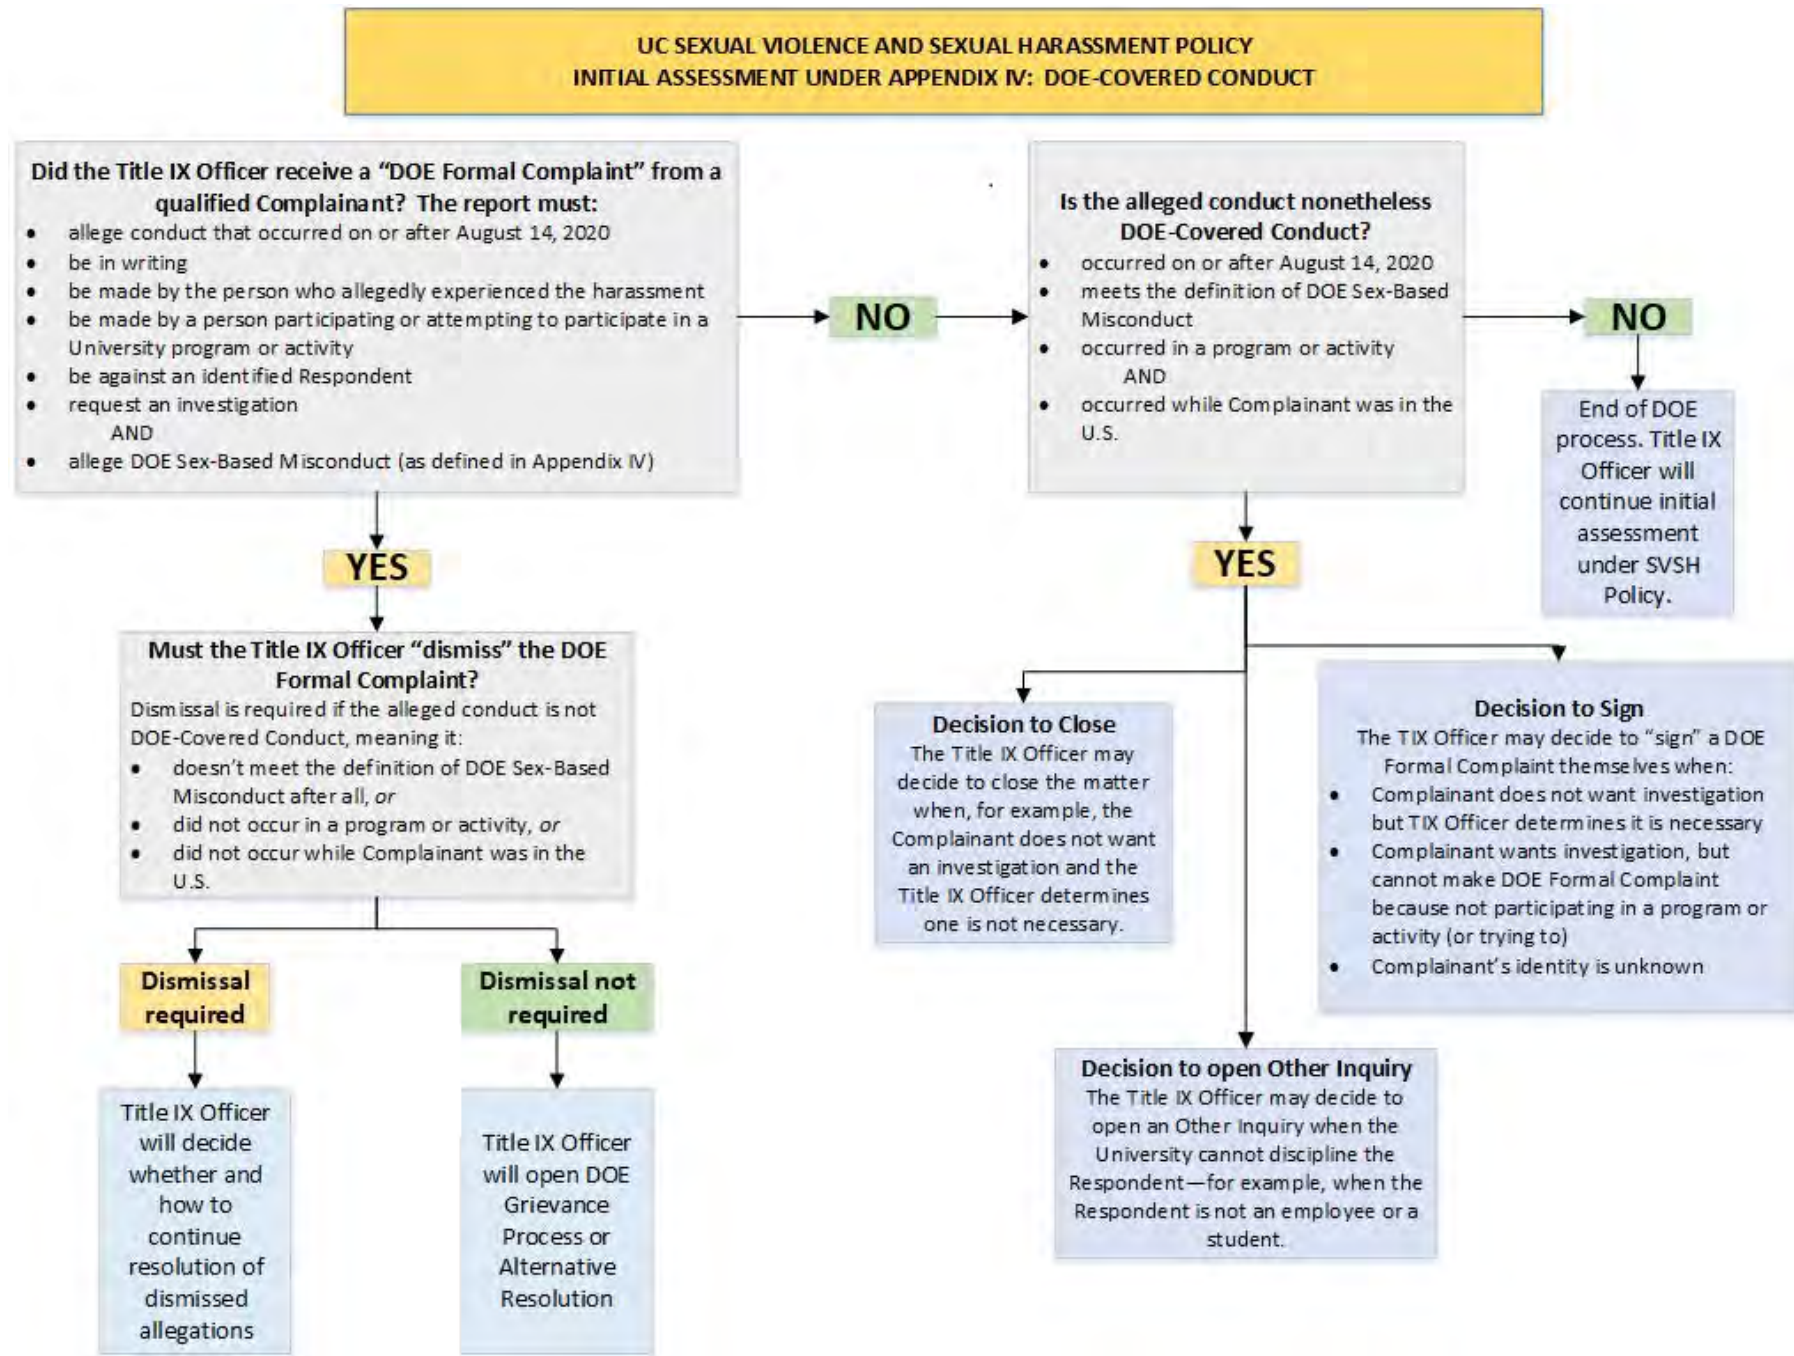 UC SEXUAL VIOLENCE AND SEXUAL HARASSMENT POLICY
INITIAL ASSESSMENT UNDER APPENDIX IV: DOE-COVERED CONDUCT
Did the Title IX Officer receive a “DOE Formal Complaint” from a
qualified Complainant? The report must:
• allege conduct that occurred on or after August 14, 2020
• be in writing
• be made by the person who allegedly experienced the harassment
• be made by a person participating or attempting to participate in a
University program or activity
• be against an identified Respondent
• request an investigation
AND
• allege DOE Sex-Based Misconduct (as defined in Appendix IV)
NO
Is the alleged conduct nonetheless
DOE-Covered Conduct?
• occurred on or after August 14, 2020
• meets the definition of DOE Sex-Based
Misconduct
• occurred in a program or activity
AND
• occurred while Complainant was in the
U.S.
NO
End of DOE
process. Title IX
Officer will
continue initial
assessment
under SVSH
Policy.
YES
Must the Title IX Officer “dismiss” the DOE
Formal Complaint?
Dismissal is required if the alleged conduct is not
DOE-Covered Conduct, meaning it:
• doesn’t meet the definition of DOE Sex-Based
Misconduct after all, or
• did not occur in a program or activity, or
• did not occur while Complainant was in the
U.S.
Dismissal
required
Dismissal not
required
Title IX Officer
will decide
whether and
how to
continue
resolution of
dismissed
allegations
Title IX Officer
will open DOE
Grievance
Process or
Alternative
Resolution
YES
Decision to Close
The Title IX Officer may
decide to close the matter
when, for example, the
Complainant does not want
an investigation and the
Title IX Officer determines
one is not necessary.
Decision to Sign
The TIX Officer may decide to “sign” a DOE
Formal Complaint themselves when:
• Complainant does not want investigation
but TIX Officer determines it is necessary
• Complainant wants investigation, but
cannot make DOE Formal Complaint
because not participating in a program or
activity (or trying to)
• Complainant’s identity is unknown
Decision to open Other Inquiry
The Title IX Officer may decide to
open an Other Inquiry when the
University cannot discipline the
Respondent—for example, when the
Respondent is not an employee or a
student.